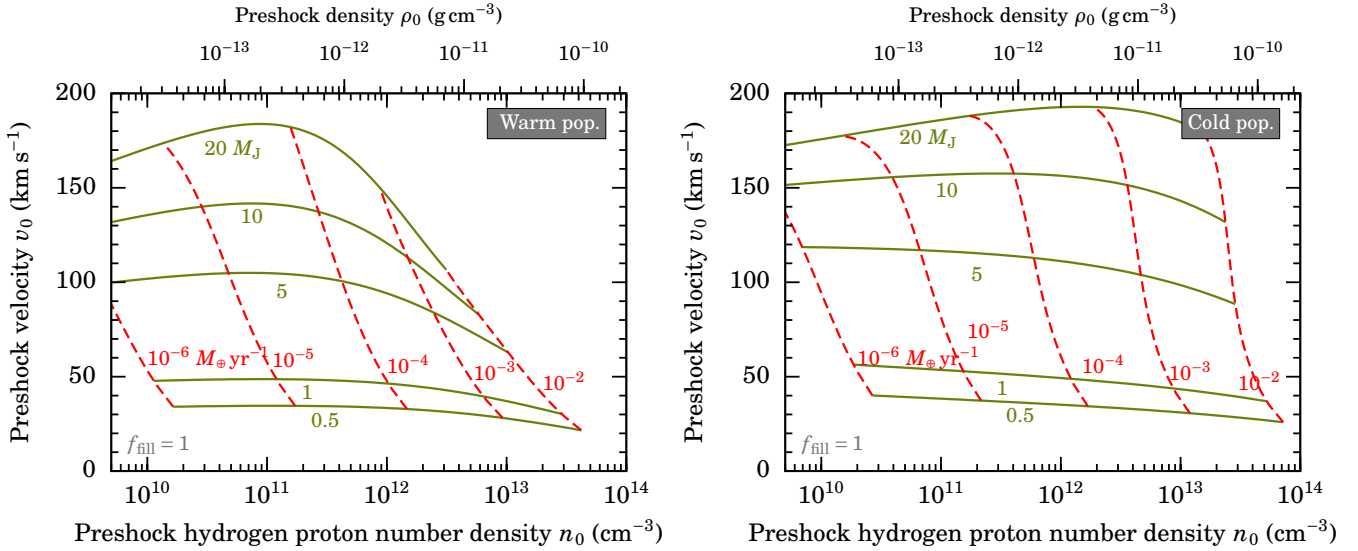 Preshock density ρ₀ (g cm⁻³)
10⁻¹³ 10⁻¹² 10⁻¹¹ 10⁻¹⁰
200
150
100
50
0
Preshock velocity v₀ (km s⁻¹)
Warm pop.
20 M_J
10
5
1
0.5
10⁻⁶ M⊕ yr⁻¹
10⁻⁵
10⁻⁴
10⁻³
10⁻²
f_fill = 1
10¹⁰ 10¹¹ 10¹² 10¹³ 10¹⁴
Preshock hydrogen proton number density n₀ (cm⁻³)
Preshock density ρ₀ (g cm⁻³)
10⁻¹³ 10⁻¹² 10⁻¹¹ 10⁻¹⁰
200
150
100
50
0
Preshock velocity v₀ (km s⁻¹)
Cold pop.
20 M_J
10
5
1
0.5
10⁻⁶ M⊕ yr⁻¹
10⁻⁵
10⁻⁴
10⁻³
10⁻²
f_fill = 1
10¹⁰ 10¹¹ 10¹² 10¹³ 10¹⁴
Preshock hydrogen proton number density n₀ (cm⁻³)